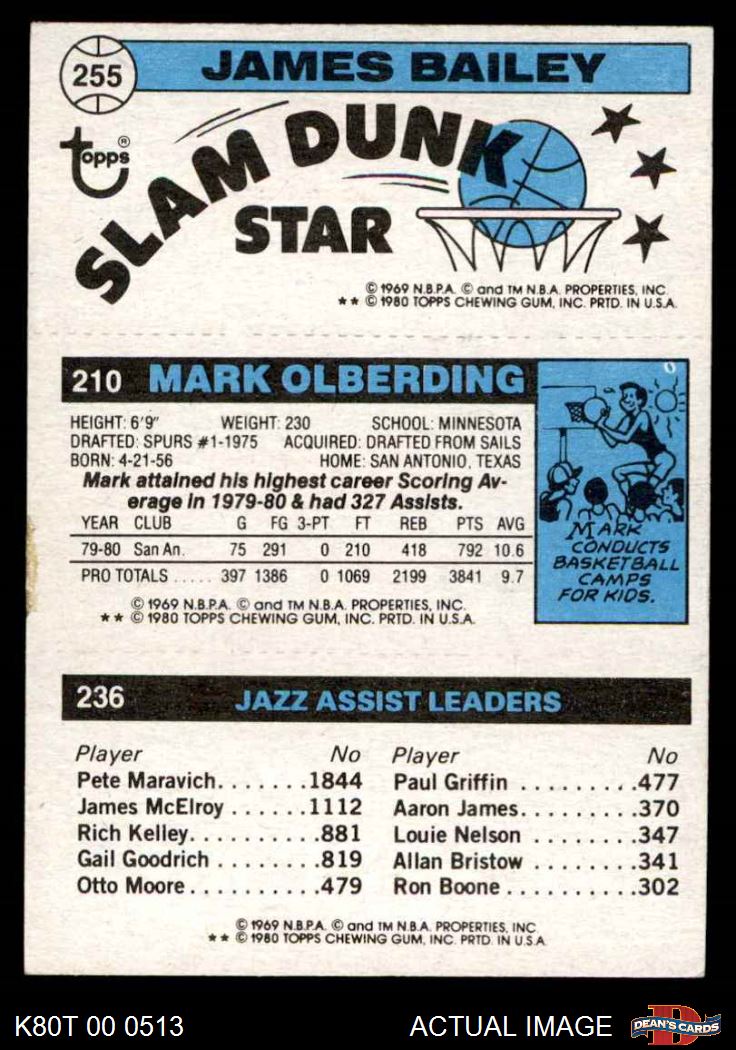 255 JAMES BAILEY
Topps®
SLAM DUNK
STAR
© 1969 N.B.P.A. © and TM N.B.A. PROPERTIES, INC.
** © 1980 TOPPS CHEWING GUM, INC. PRTD. IN U.S.A.
210 MARK OLBERDING
HEIGHT: 6'9" WEIGHT: 230 SCHOOL: MINNESOTA
DRAFTED: SPURS #1-1975 ACQUIRED: DRAFTED FROM SAILS
BORN: 4-21-56 HOME: SAN ANTONIO, TEXAS
Mark attained his highest career Scoring Av-
erage in 1979-80 & had 327 Assists.
YEAR CLUB G FG 3-PT FT REB PTS AVG
79-80 San An. 75 291 0 210 418 792 10.6
PRO TOTALS ..... 397 1386 0 1069 2199 3841 9.7
© 1969 N.B.P.A. © and TM N.B.A. PROPERTIES, INC.
** © 1980 TOPPS CHEWING GUM, INC. PRTD. IN U.S.A.
MARK
CONDUCTS
BASKETBALL
CAMPS
FOR KIDS.
236 JAZZ ASSIST LEADERS
Player No Player No
Pete Maravich.......1844 Paul Griffin .........477
James McElroy ......1112 Aaron James.........370
Rich Kelley..........881 Louie Nelson ........347
Gail Goodrich ........819 Allan Bristow ........341
Otto Moore..........479 Ron Boone ..........302
© 1969 N.B.P.A. © and TM N.B.A. PROPERTIES, INC.
** © 1980 TOPPS CHEWING GUM, INC. PRTD. IN U.S.A.
K80T 00 0513 ACTUAL IMAGE DEAN'S CARDS